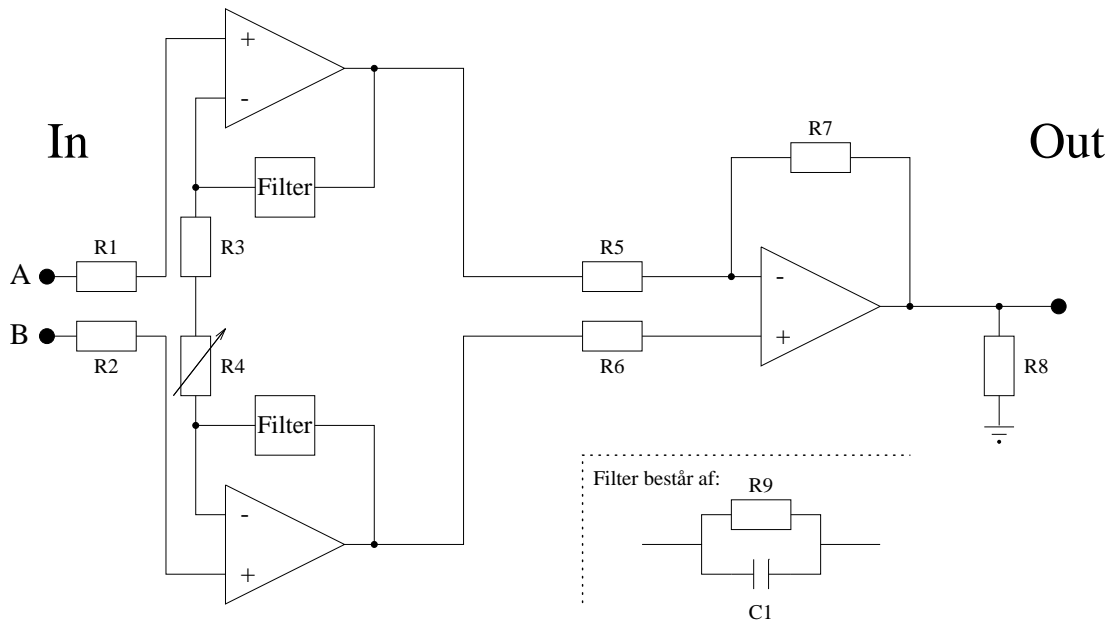 In
Out
+
-
Filter
R1
R3
A
B
R2
R4
Filter
-
+
R7
R5
-
R6
+
R8
Filter består af:
R9
C1